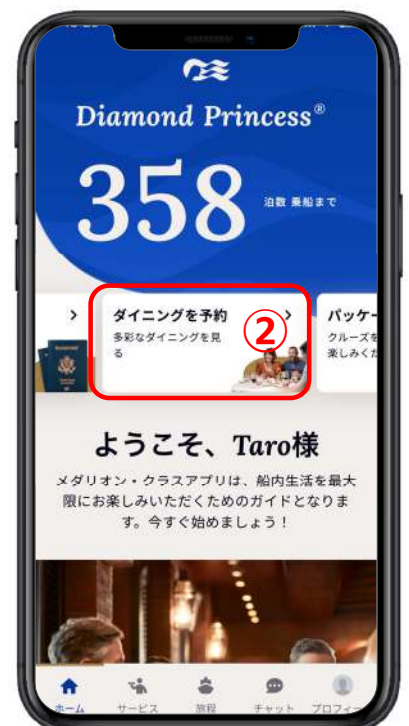 Diamond Princess®
358 泊数 乗船まで
ダイニングを予約
多彩なダイニングを見
る
②
パッケー
クルーズを
楽しみくだ
ようこそ、Taro様
メダリオン・クラスアプリは、船内生活を最大
限にお楽しみいただくためのガイドとなりま
す。今すぐ始めましょう！
ホーム サービス 旅程 チャット プロフィー